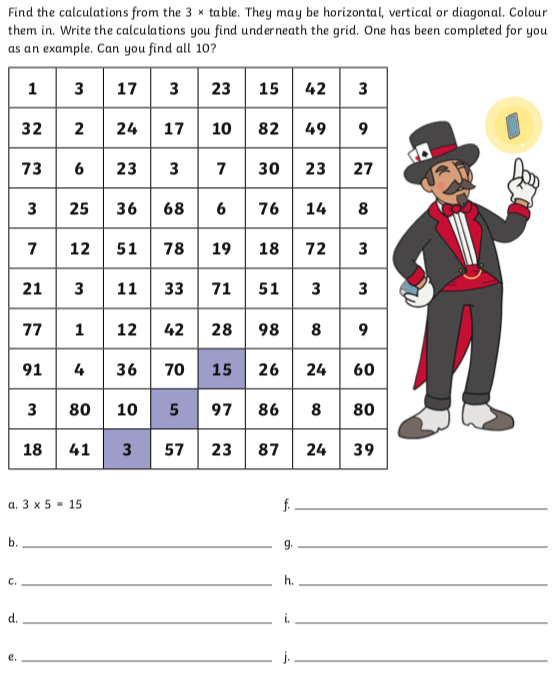 Find the calculations from the 3 × table. They may be horizontal, vertical or diagonal. Colour
them in. Write the calculations you find underneath the grid. One has been completed for you
as an example. Can you find all 10?
1 3 17 3 23 15 42 3
32 2 24 17 10 82 49 9
73 6 23 3 7 30 23 27
3 25 36 68 6 76 14 8
7 12 51 78 19 18 72 3
21 3 11 33 71 51 3 3
77 1 12 42 28 98 8 9
91 4 36 70 15 26 24 60
3 80 10 5 97 86 8 80
18 41 3 57 23 87 24 39
a. 3 x 5 = 15 f.
b. g.
c. h.
d. i.
e. j.